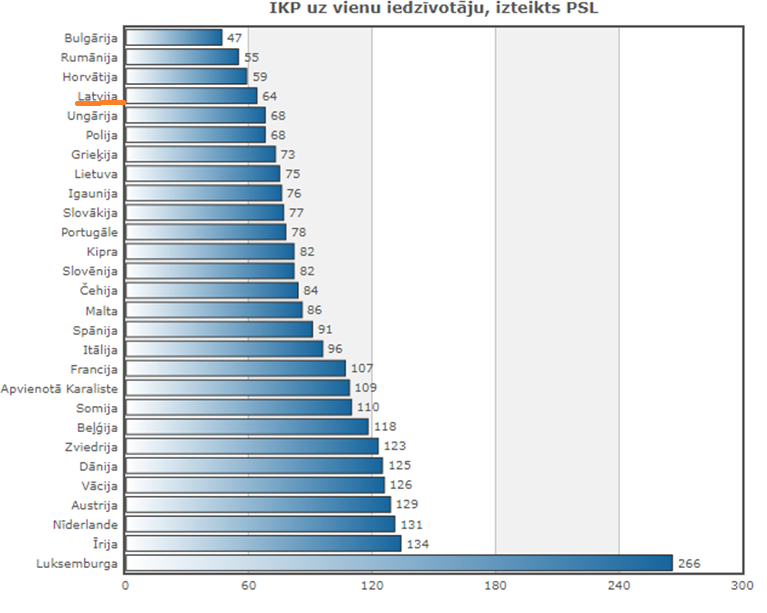 IKP uz vienu iedzīvotāju, izteikts PSL
Bulgārija 47
Rumānija 55
Horvātija 59
Latvija 64
Ungārija 68
Polija 68
Grieķija 73
Lietuva 75
Igaunija 76
Slovākija 77
Portugāle 78
Kipra 82
Slovēnija 82
Čehija 84
Malta 86
Spānija 91
Itālija 96
Francija 107
Apvienotā Karaliste 109
Somija 110
Beļģija 118
Zviedrija 123
Dānija 125
Vācija 126
Austrija 129
Nīderlande 131
Īrija 134
Luksemburga 266
0 60 120 180 240 300